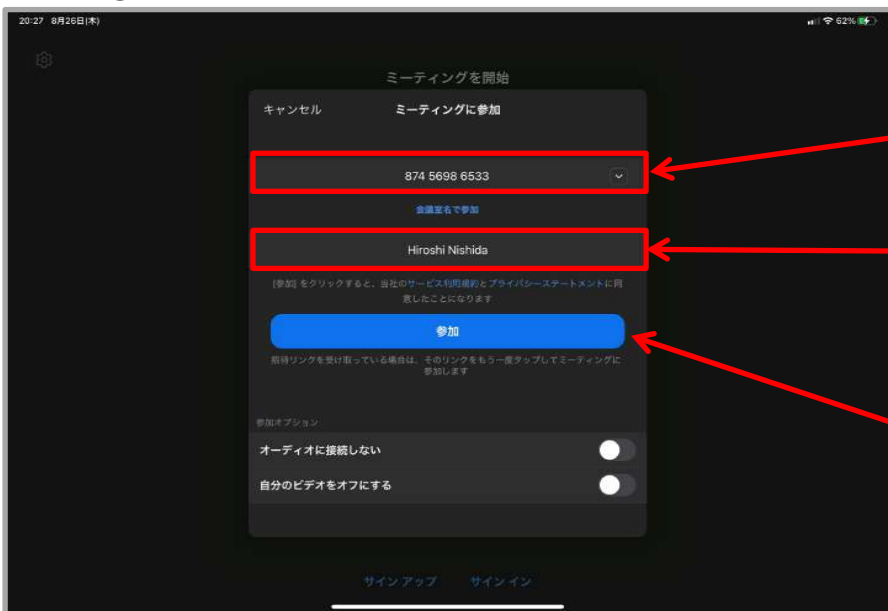 20:27 8月26日(木)
62%
ミーティングを開始
キャンセル
ミーティングに参加
874 5698 6533
会議室名で参加
Hiroshi Nishida
[参加] をクリックすると、当社のサービス利用規約とプライバシーステートメントに同
意したことになります
参加
招待リンクを受け取っている場合は、そのリンクをもう一度タップしてミーティングに
参加します
参加オプション
オーディオに接続しない
自分のビデオをオフにする
サインアップ サインイン